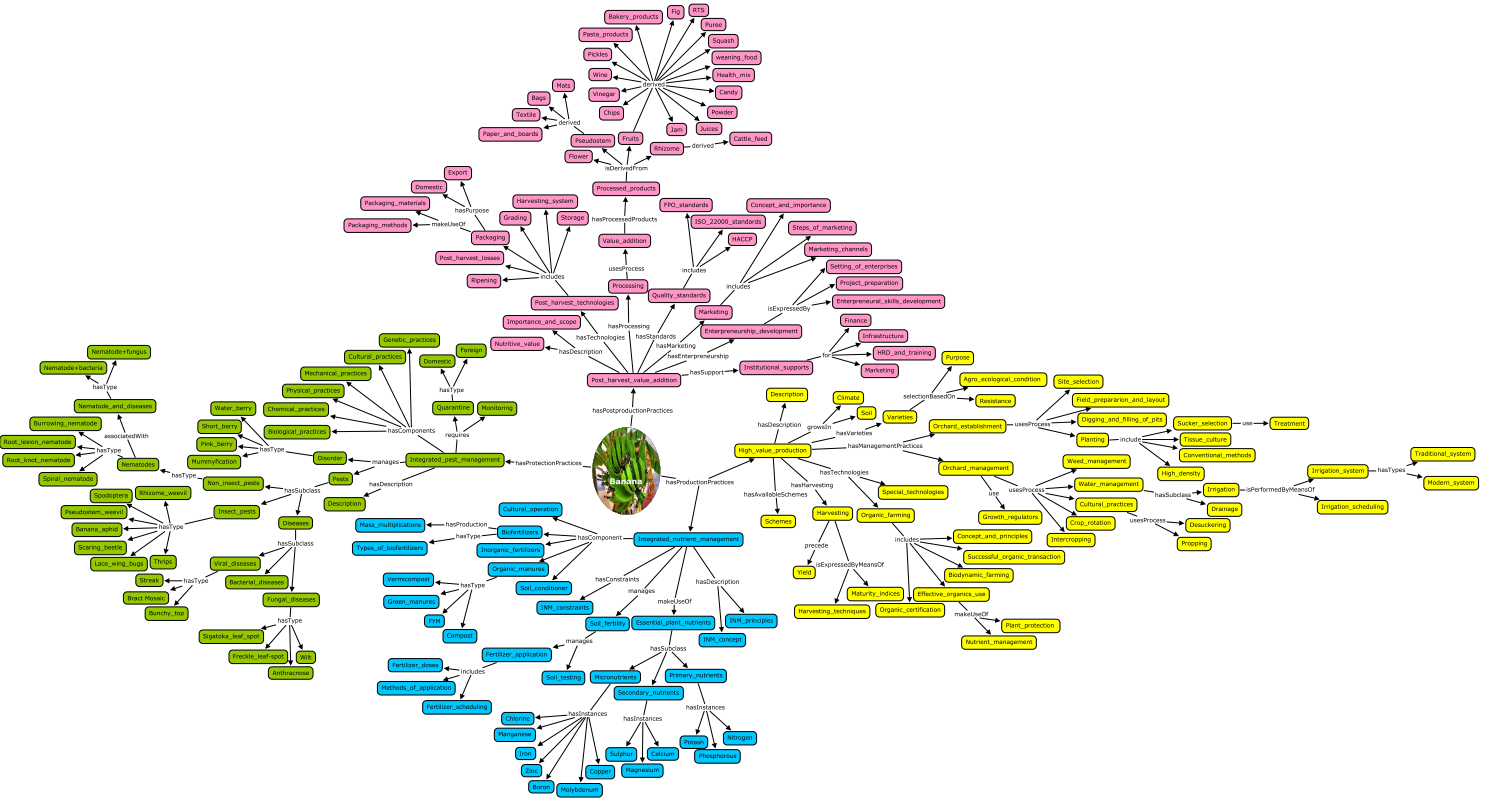 Bakery_products
Fig
RTS
Puree
Pasta_products
Squash
Pickles
weaning_food
Wine
Health_mix
derived
Mats
Vinegar
Candy
Bags
Chips
Powder
Textile
derived
Jam
Juices
Paper_and_boards
Pseudostem
Fruits
Cattle_feed
Rhizome
derived
Flower
isDerivedFrom
Export
Domestic
Processed_products
Packaging_materials
Harvesting_system
FPO_standards
Concept_and_importance
hasPurpose
Grading
Storage
hasProcessedProducts
ISO_22000_standards
Packaging_methods
makeUseOf
Steps_of_marketing
Packaging
Value_addition
HACCP
Marketing_channels
Post_harvest_losses
usesProcess
includes
Setting_of_enterprises
Ripening
includes
Processing
includes
Project_preparation
Quality_standards
Post_harvest_technologies
Marketing
isExpressedBy
Enterpreneural_skills_development
Importance_and_scope
hasProcessing
Enterpreneurship_development
Finance
hasTechnologies
hasStandards
Infrastructure
Nutritive_value
hasDescription
hasMarketing
hasEnterpreneurship
for
HRD_and_training
Institutional_supports
hasSupport
Marketing
Post_harvest_value_addition
hasPostproductionPractices
Genetic_practices
Nematode+fungus
Cultural_practices
Domestic
Foreign
Nematode+bacteria
Mechanical_practices
hasType
Physical_practices
hasType
Nematode_and_diseases
Water_berry
Chemical_practices
Quarantine
Monitoring
Burrowing_nematode
Short_berry
Biological_practices
hasComponents
requires
associatedWith
Root_lesion_nematode
Pink_berry
hasType
hasType
Root_knot_nematode
Mummyfication
Disorder
manages
Integrated_pest_management
hasProtectionPractices
Nematodes
Spiral_nematode
hasType
Non_insect_pests
Pests
hasDescription
hasSubclass
Spodoptera
Rhizome_weevil
Description
Pseudostem_weevil
Insect_pests
Banana_aphid
hasType
Diseases
Scaring_beetle
hasSubclass
Lace_wing_bugs
Thrips
Viral_diseases
Streak
hasType
Bacterial_diseases
Bract Mosaic
Fungal_diseases
Bunchy_top
hasType
Sigatoka_leaf_spot
Freckle_leaf-spot
Wilt
Anthracnose
Banana
hasProductionPractices
Purpose
Description
Climate
Agro_ecological_condition
Site_selection
selectionBasedOn
Soil
Resistance
Field_prepararion_and_layout
growsIn
Varieties
hasDescription
hasVarieties
Orchard_establishment
usesProcess
Digging_and_filling_of_pits
Sucker_selection
use
Treatment
Planting
include
Tissue_culture
High_value_production
hasManagementPractices
Conventional_methods
Traditional_system
Weed_management
High_density
Orchard_management
Irrigation_system
hasTypes
hasTechnologies
Water_management
Modern_system
hasHarvesting
Special_technologies
use
usesProcess
hasSubclass
Irrigation
isPerformedByMeansOf
hasAvailableSchemes
Cultural_practices
Drainage
Irrigation_scheduling
Harvesting
Organic_farming
Growth_regulators
Crop_rotation
usesProcess
Desuckering
Schemes
Concept_and_principles
Intercropping
Propping
includes
precede
Successful_organic_transaction
isExpressedByMeansOf
Yield
Biodynamic_farming
Maturity_indices
Effective_organics_use
Harvesting_techniques
Organic_certification
makeUseOf
Plant_protection
Nutrient_management
Cultural_operation
Mass_multiplications
hasProduction
Biofertilizers
hasComponent
Integrated_nutrient_management
hasType
Types_of_biofertilizers
Inorganic_fertilizers
Organic_manures
Vermicompost
hasType
Soil_conditioner
hasConstraints
hasDescription
manages
Green_manures
INM_constraints
makeUseOf
FYM
Soil_fertility
Essential_plant_nutrients
INM_principles
Compost
INM_concept
manages
Fertilizer_application
hasSubclass
Fertilizer_doses
includes
Soil_testing
Micronutrients
Primary_nutrients
Methods_of_application
Secondary_nutrients
Fertilizer_scheduling
hasInstances
hasInstances
hasInstances
Chlorine
Manganese
Nitrogen
Potash
Iron
Sulphur
Calcium
Phosphorous
Zinc
Copper
Magnesium
Boron
Molybdenum